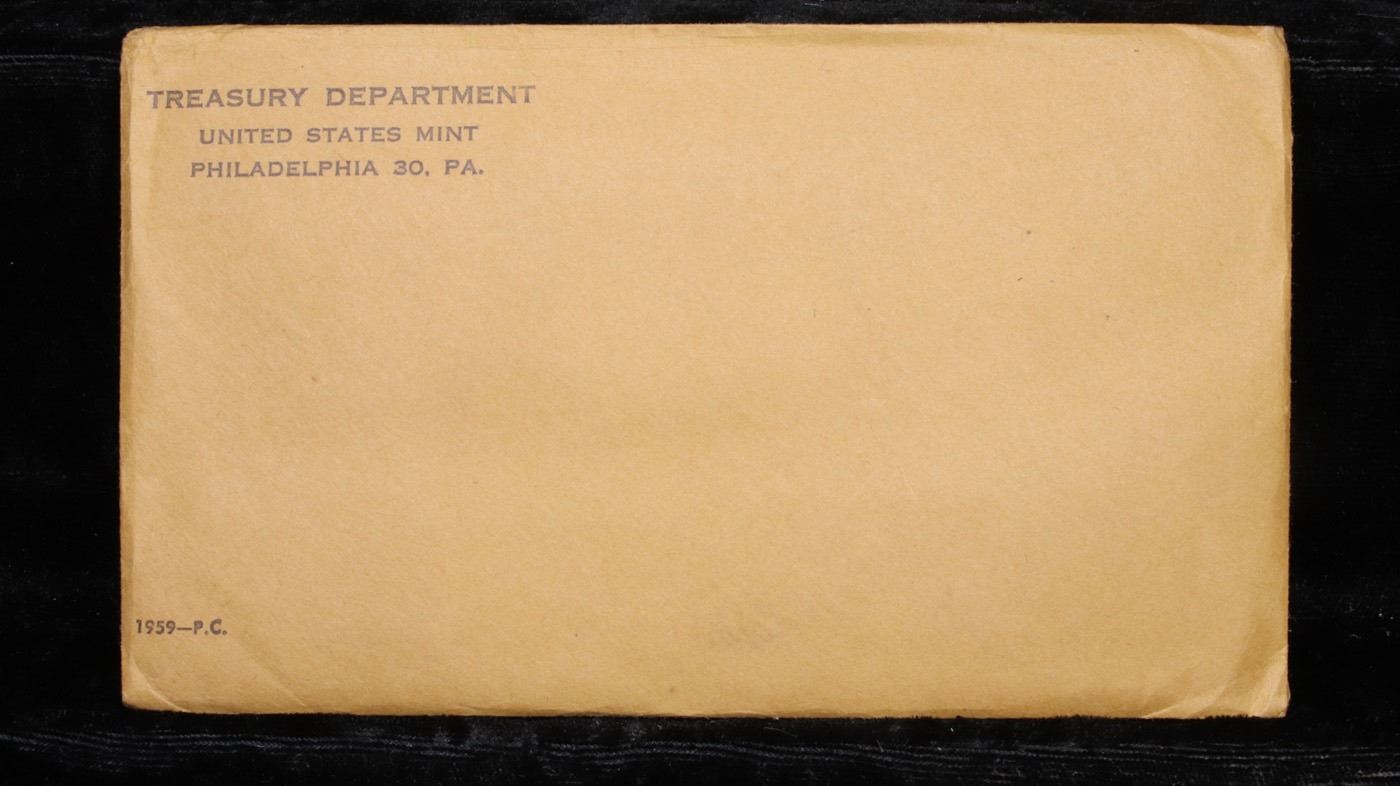 TREASURY DEPARTMENT
UNITED STATES MINT
PHILADELPHIA 30, PA.
1959—P.C.